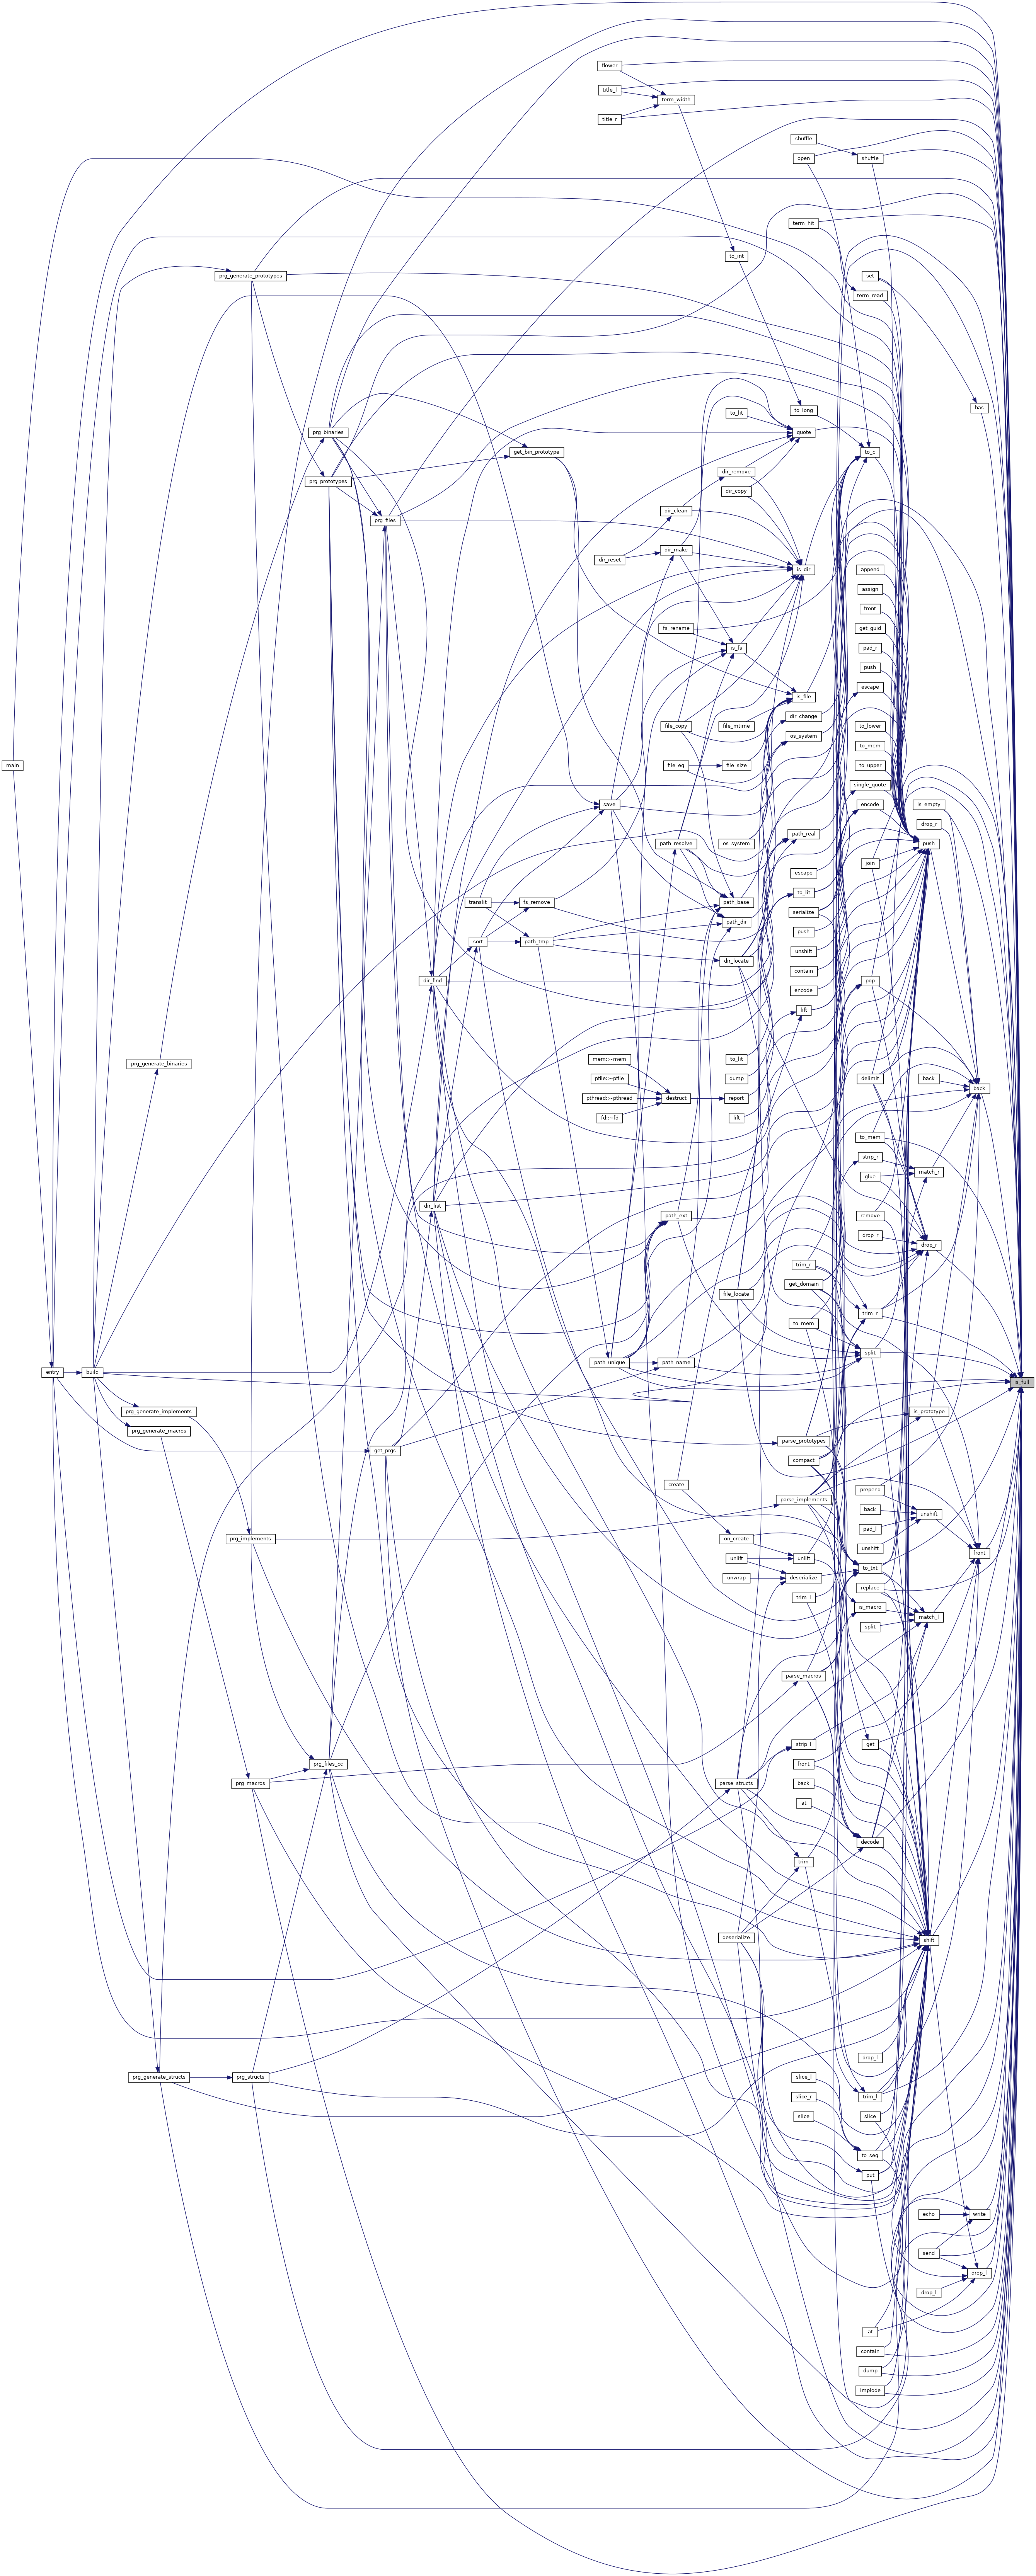 flower
title_l
term_width
title_r
shuffle
open
shuffle
term_hit
to_int
set
term_read
prg_generate_prototypes
has
to_long
to_lit
prg_binaries
quote
get_bin_prototype
to_c
dir_remove
prg_prototypes
dir_copy
dir_clean
prg_files
dir_make
dir_reset
is_dir
append
assign
front
fs_rename
get_guid
is_fs
pad_r
push
escape
is_file
dir_change
file_copy
file_mtime
to_lower
os_system
to_mem
main
file_eq
file_size
to_upper
single_quote
save
encode
is_empty
drop_r
path_real
os_system
path_resolve
push
join
escape
to_lit
translit
fs_remove
path_base
serialize
path_dir
push
sort
path_tmp
unshift
dir_locate
contain
dir_find
pop
encode
lift
mem::~mem
to_lit
prg_generate_binaries
pfile::~pfile
dump
delimit
back
back
pthread::~pthread
destruct
report
fd::~fd
lift
to_mem
strip_r
match_r
glue
dir_list
path_ext
remove
drop_r
drop_r
trim_r
get_domain
file_locate
trim_r
to_mem
split
path_unique
path_name
entry
build
is_full
prg_generate_implements
is_prototype
prg_generate_macros
parse_prototypes
get_prgs
compact
create
prepend
parse_implements
back
unshift
pad_l
prg_implements
on_create
unshift
front
unlift
unlift
to_txt
unwrap
deserialize
replace
trim_l
is_macro
match_l
split
parse_macros
strip_l
get
prg_files_cc
front
prg_macros
parse_structs
back
at
decode
trim
deserialize
shift
drop_l
prg_generate_structs
prg_structs
slice_l
trim_l
slice_r
slice
slice
to_seq
put
echo
write
send
drop_l
drop_l
at
contain
dump
implode